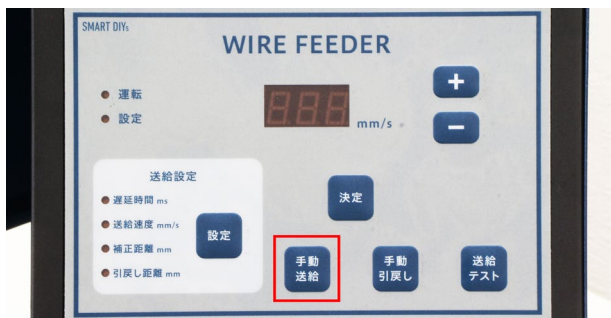 SMART DIYs
WIRE FEEDER
運転
設定
888 mm/s
+
−
送給設定
遅延時間 ms
送給速度 mm/s
補正距離 mm
引戻し距離 mm
設定
決定
手動
送給
手動
引戻し
送給
テスト